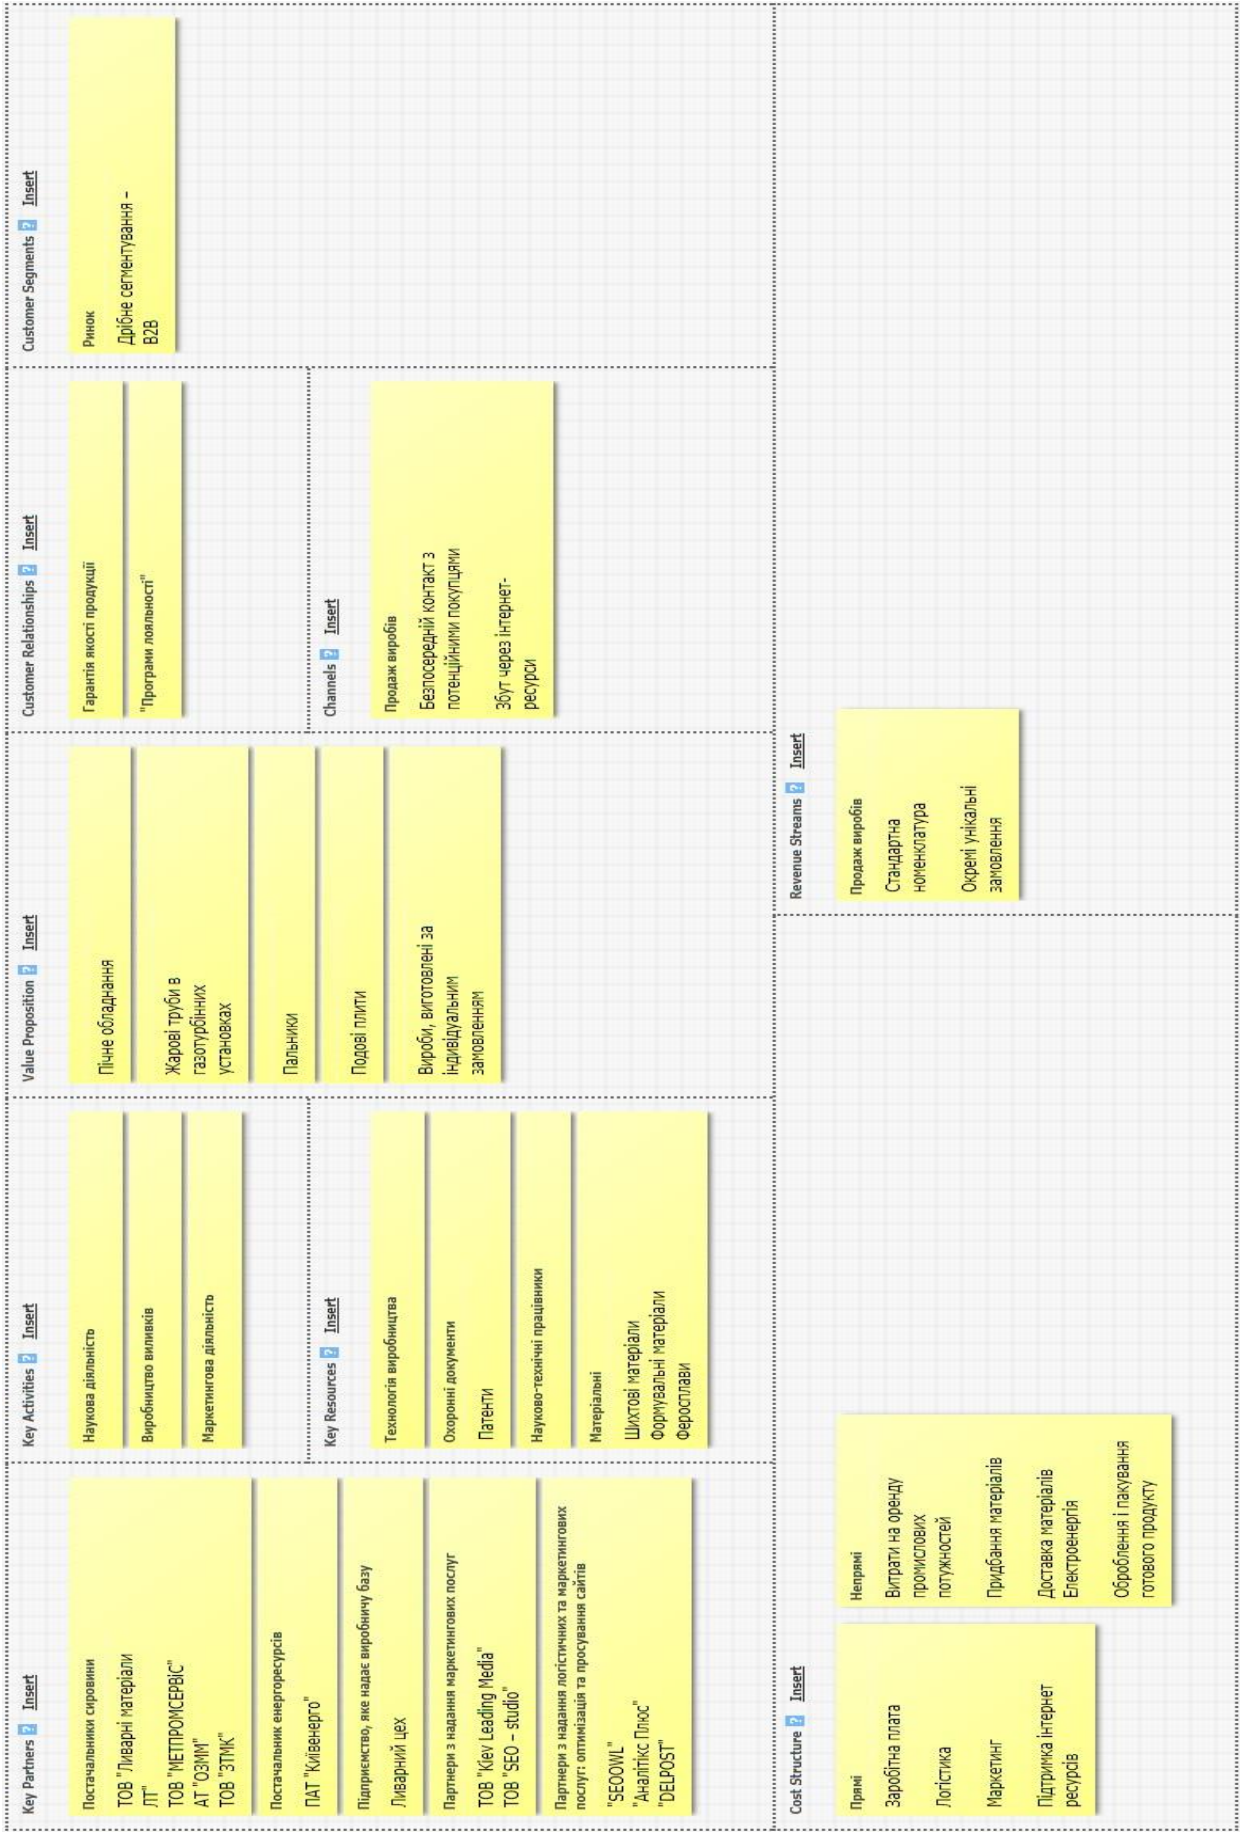 Key Partners ? Insert
Постачальники сировини
ТОВ "Ливарні матеріали
ЛТ"
ТОВ "МЕТПРОМСЕРВІС"
АТ "ОЗММ"
ТОВ "ЗТМК"
Постачальник енергоресурсів
ПАТ "Київенерго"
Підприємство, яке надає виробничу базу
Ливарний цех
Партнери з надання маркетингових послуг
ТОВ "Kiev Leading Media"
ТОВ "SEO – studio"
Партнери з надання логістичних та маркетингових
послуг: оптимізація та просування сайтів
"SEOOWL"
"Аналітікс Плюс"
"DELPOST"
Key Activities ? Insert
Наукова діяльність
Виробництво виливків
Маркетингова діяльність
Key Resources ? Insert
Технологія виробництва
Охоронні документи
Патенти
Науково-технічні працівники
Матеріальні
Шихтові матеріали
Формувальні матеріали
Феросплави
Value Proposition ? Insert
Пічне обладнання
Жарові труби в
газотурбінних
установках
Пальники
Подові плити
Вироби, виготовлені за
індивідуальним
замовленням
Customer Relationships ? Insert
Гарантія якості продукції
"Програми лояльності"
Channels ? Insert
Продаж виробів
Безпосередній контакт з
потенційними покупцями
Збут через інтернет-
ресурси
Customer Segments ? Insert
Ринок
Дрібне сегментування –
B2B
Cost Structure ? Insert
Прямі
Заробітна плата
Логістика
Маркетинг
Підтримка інтернет
ресурсів
Непрямі
Витрати на оренду
промислових
потужностей
Придбання матеріалів
Доставка матеріалів
Електроенергія
Оброблення і пакування
готового продукту
Revenue Streams ? Insert
Продаж виробів
Стандартна
номенклатура
Окремі унікальні
замовлення